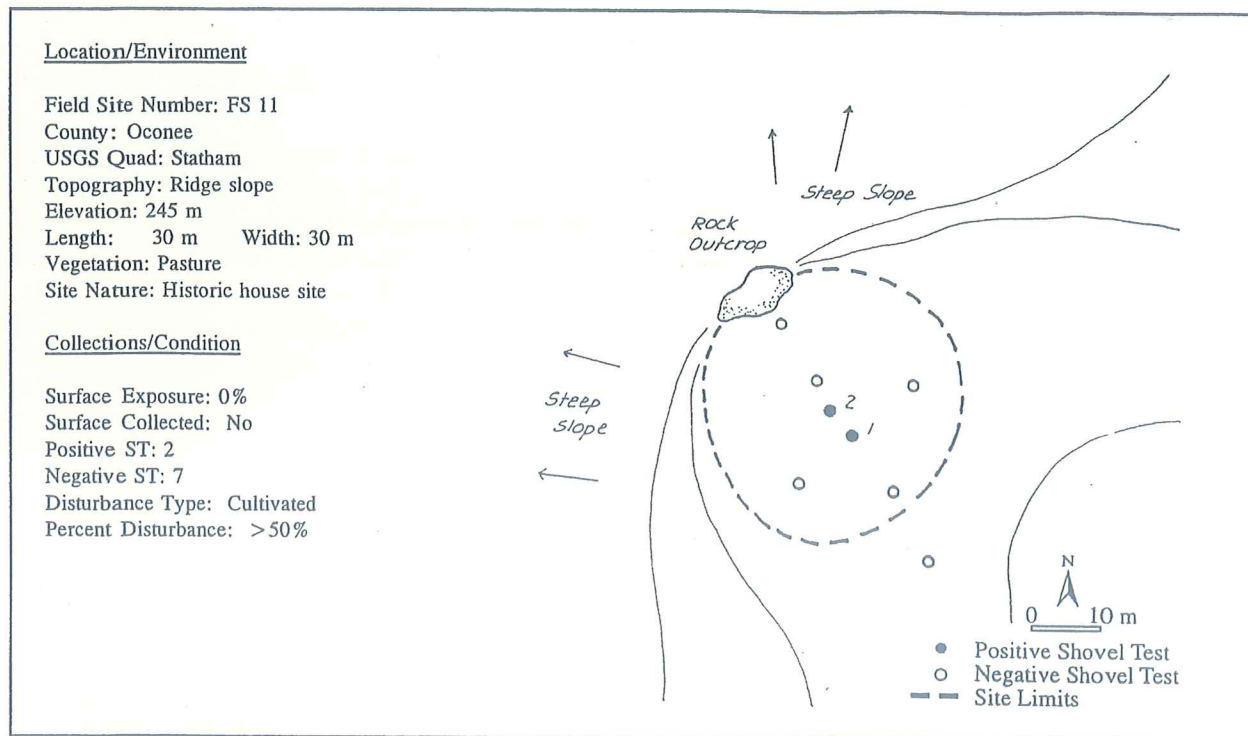 Location/Environment
Field Site Number: FS 11
County: Oconee
USGS Quad: Statham
Topography: Ridge slope
Elevation: 245 m
Length: 30 m Width: 30 m
Vegetation: Pasture
Site Nature: Historic house site
Collections/Condition
Surface Exposure: 0%
Surface Collected: No
Positive ST: 2
Negative ST: 7
Disturbance Type: Cultivated
Percent Disturbance: >50%
Steep Slope
Rock
Outcrop
Steep
Slope
2
1
N
0 10 m
Positive Shovel Test
Negative Shovel Test
Site Limits